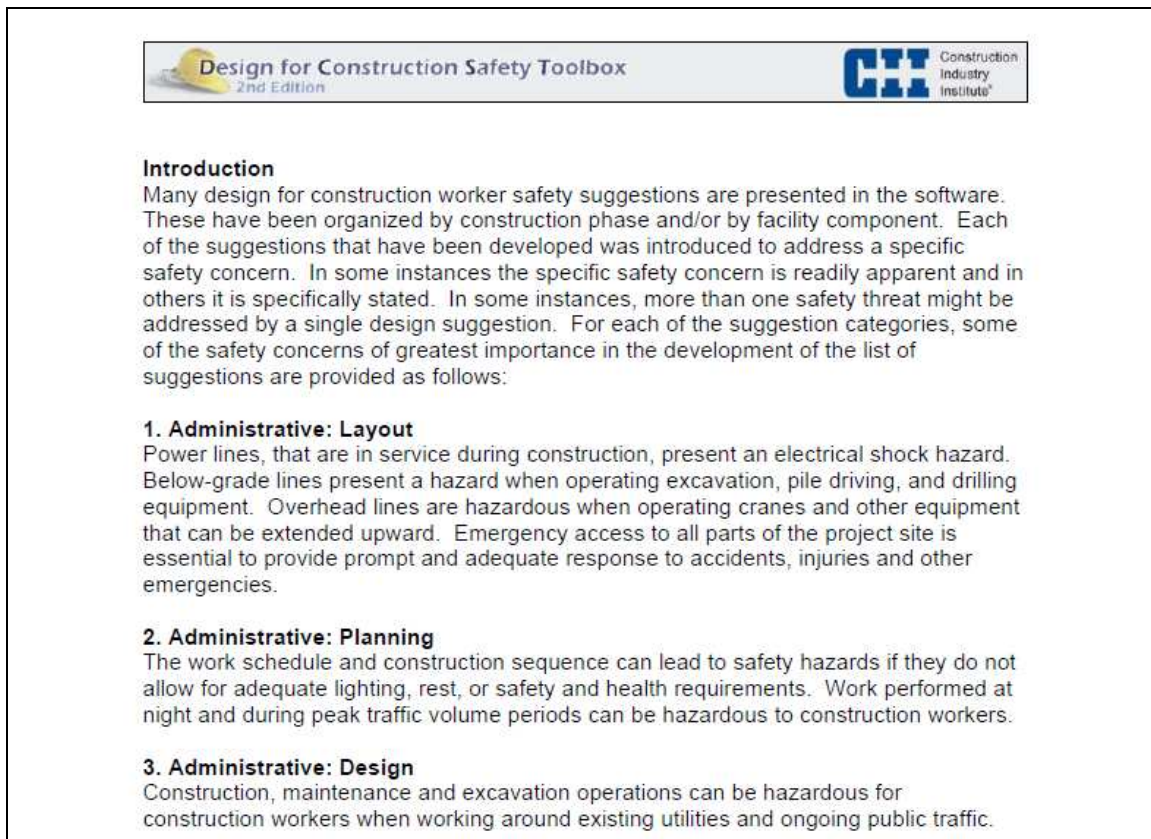 Design for Construction Safety Toolbox
2nd Edition
CII
Construction
Industry
Institute®
Introduction
Many design for construction worker safety suggestions are presented in the software.
These have been organized by construction phase and/or by facility component.  Each
of the suggestions that have been developed was introduced to address a specific
safety concern.  In some instances the specific safety concern is readily apparent and in
others it is specifically stated.  In some instances, more than one safety threat might be
addressed by a single design suggestion.  For each of the suggestion categories, some
of the safety concerns of greatest importance in the development of the list of
suggestions are provided as follows:
1. Administrative: Layout
Power lines, that are in service during construction, present an electrical shock hazard.
Below-grade lines present a hazard when operating excavation, pile driving, and drilling
equipment.  Overhead lines are hazardous when operating cranes and other equipment
that can be extended upward.  Emergency access to all parts of the project site is
essential to provide prompt and adequate response to accidents, injuries and other
emergencies.
2. Administrative: Planning
The work schedule and construction sequence can lead to safety hazards if they do not
allow for adequate lighting, rest, or safety and health requirements.  Work performed at
night and during peak traffic volume periods can be hazardous to construction workers.
3. Administrative: Design
Construction, maintenance and excavation operations can be hazardous for
construction workers when working around existing utilities and ongoing public traffic.